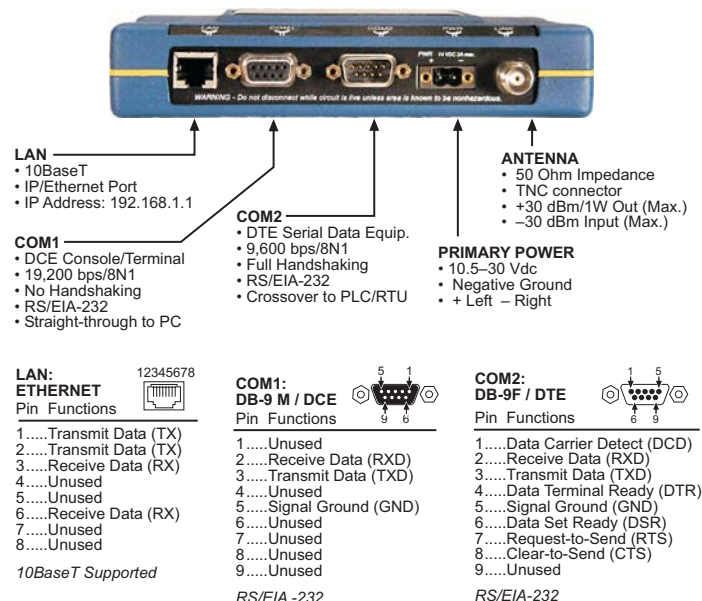 LAN COM1 COM2 PWR LINK
PWR 14 VDC 2A max.
+ –
WARNING - Do not disconnect while circuit is live unless area is known to be nonhazardous.
LAN
• 10BaseT
• IP/Ethernet Port
• IP Address: 192.168.1.1
COM1
• DCE Console/Terminal
• 19,200 bps/8N1
• No Handshaking
• RS/EIA-232
• Straight-through to PC
COM2
• DTE Serial Data Equip.
• 9,600 bps/8N1
• Full Handshaking
• RS/EIA-232
• Crossover to PLC/RTU
PRIMARY POWER
• 10.5–30 Vdc
• Negative Ground
• + Left – Right
ANTENNA
• 50 Ohm Impedance
• TNC connector
• +30 dBm/1W Out (Max.)
• –30 dBm Input (Max.)
LAN:
ETHERNET
12345678
Pin Functions
1.....Transmit Data (TX)
2.....Transmit Data (TX)
3.....Receive Data (RX)
4.....Unused
5.....Unused
6.....Receive Data (RX)
7.....Unused
8.....Unused
10BaseT Supported
COM1:
DB-9 M / DCE
5 1
9 6
Pin Functions
1.....Unused
2.....Receive Data (RXD)
3.....Transmit Data (TXD)
4.....Unused
5.....Signal Ground (GND)
6.....Unused
7.....Unused
8.....Unused
9.....Unused
RS/EIA -232
COM2:
DB-9F / DTE
1 5
6 9
Pin Functions
1.....Data Carrier Detect (DCD)
2.....Receive Data (RXD)
3.....Transmit Data (TXD)
4.....Data Terminal Ready (DTR)
5.....Signal Ground (GND)
6.....Data Set Ready (DSR)
7.....Request-to-Send (RTS)
8.....Clear-to-Send (CTS)
9.....Unused
RS/EIA-232